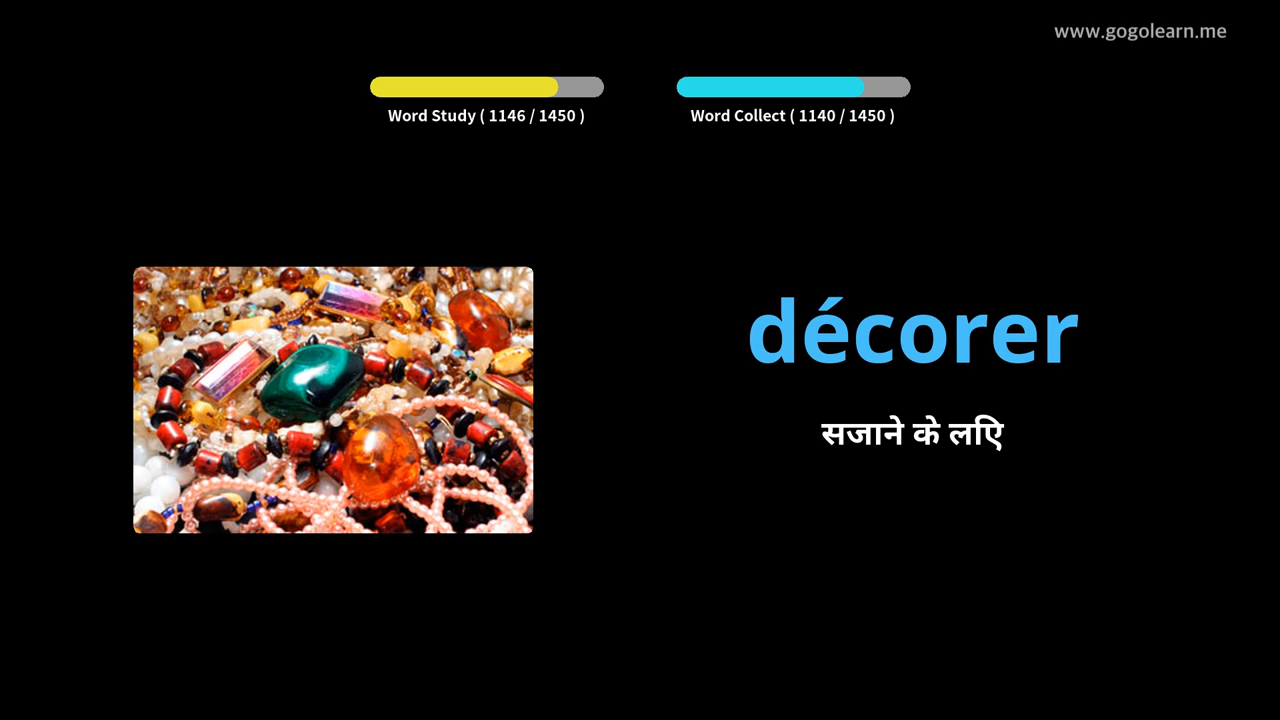 www.gogolearn.me
Word Study ( 1146 / 1450 )
Word Collect ( 1140 / 1450 )
décorer
सजाने के लिए